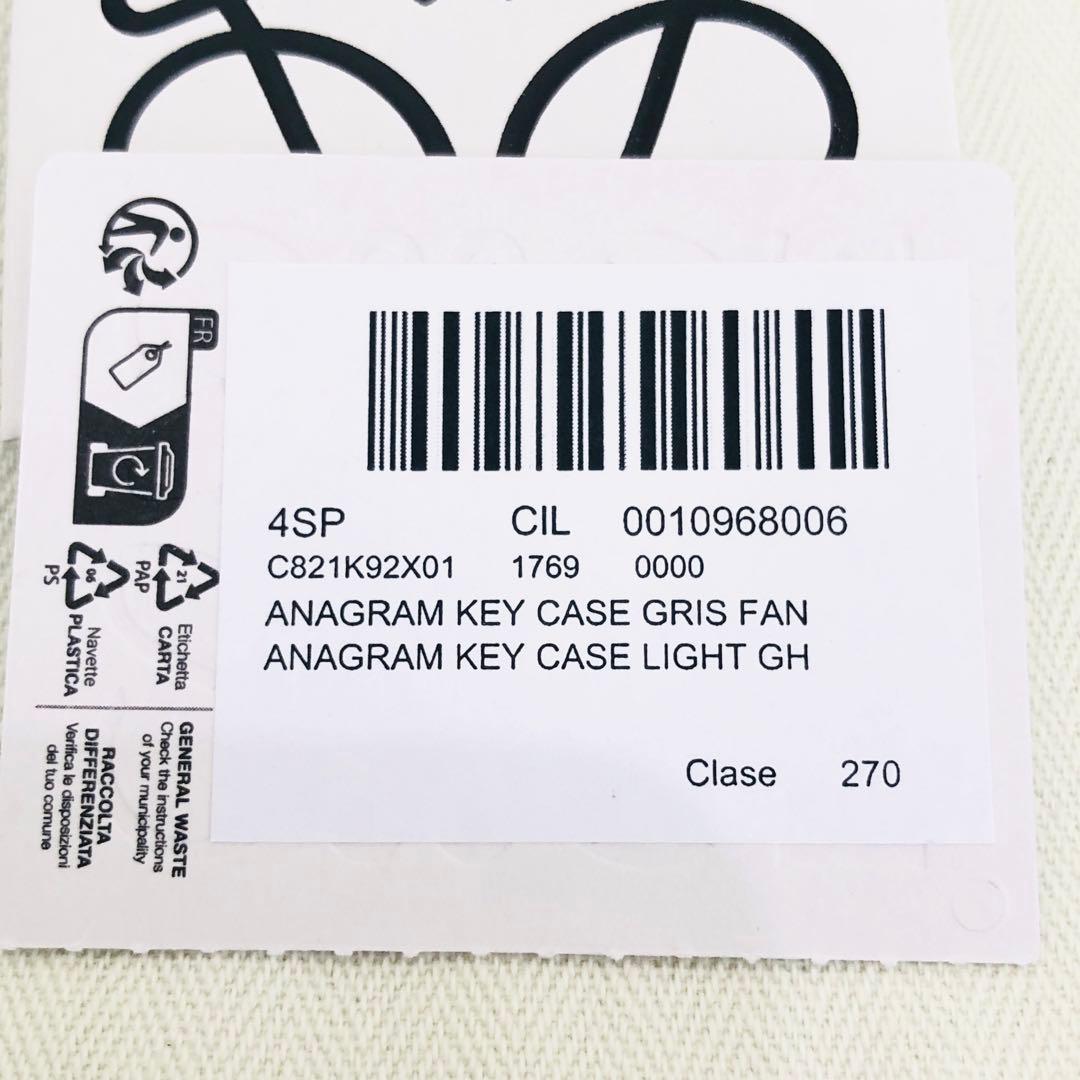 4SP CIL 0010968006
C821K92X01 1769 0000
ANAGRAM KEY CASE GRIS FAN
ANAGRAM KEY CASE LIGHT GH
Clase 270
FR
21
PAP
Etichetta
CARTA
06
PS
Navette
PLASTICA
GENERAL WASTE
Check the instructions
of your municipality
RACCOLTA
DIFFERENZIATA
Verifica le disposizioni
del tuo comune